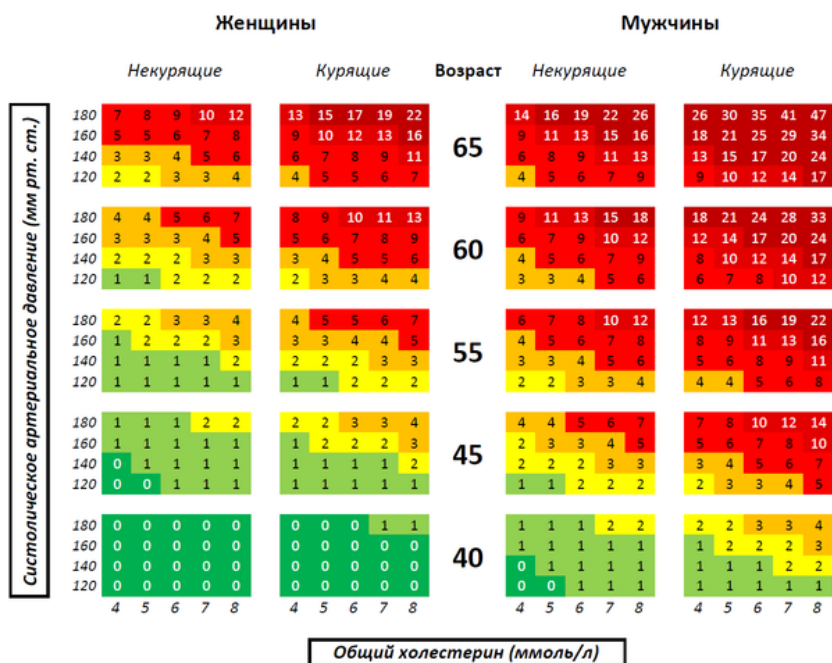 Женщины Мужчины
Некурящие Курящие Возраст Некурящие Курящие
Систолическое артериальное давление (мм рт. ст.)
180 7 8 9 10 12 13 15 17 19 22 14 16 19 22 26 26 30 35 41 47
160 5 5 6 7 8 9 10 12 13 16 9 11 13 15 16 18 21 25 29 34
65
140 3 3 4 5 6 6 7 8 9 11 6 8 9 11 13 13 15 17 20 24
120 2 2 3 3 4 4 5 5 6 7 4 5 6 7 9 9 10 12 14 17
180 4 4 5 6 7 8 9 10 11 13 9 11 13 15 18 18 21 24 28 33
160 3 3 3 4 5 5 6 7 8 9 6 7 9 10 12 12 14 17 20 24
60
140 2 2 2 3 3 3 4 5 5 6 4 5 6 7 9 8 10 12 14 17
120 1 1 2 2 2 2 3 3 4 4 3 3 4 5 6 6 7 8 10 12
180 2 2 3 3 4 4 5 5 6 7 6 7 8 10 12 12 13 16 19 22
160 1 2 2 2 3 3 3 4 4 5 4 5 6 7 8 8 9 11 13 16
55
140 1 1 1 1 2 2 2 2 3 3 3 3 4 5 6 5 6 8 9 11
120 1 1 1 1 1 1 1 2 2 2 2 2 3 3 4 4 4 5 6 8
180 1 1 1 2 2 2 2 3 3 4 4 4 5 6 7 7 8 10 12 14
160 1 1 1 1 1 1 2 2 2 3 2 3 3 4 5 5 6 7 8 10
45
140 0 1 1 1 1 1 1 1 1 2 2 2 2 3 3 3 4 5 6 7
120 0 0 1 1 1 1 1 1 1 1 1 1 2 2 2 2 3 3 4 5
180 0 0 0 0 0 0 0 0 1 1 1 1 1 2 2 2 2 3 3 4
160 0 0 0 0 0 0 0 0 0 0 1 1 1 1 1 1 2 2 2 3
40
140 0 0 0 0 0 0 0 0 0 0 0 1 1 1 1 1 1 1 2 2
120 0 0 0 0 0 0 0 0 0 0 0 0 1 1 1 1 1 1 1 1
4 5 6 7 8 4 5 6 7 8 4 5 6 7 8 4 5 6 7 8
Общий холестерин (ммоль/л)